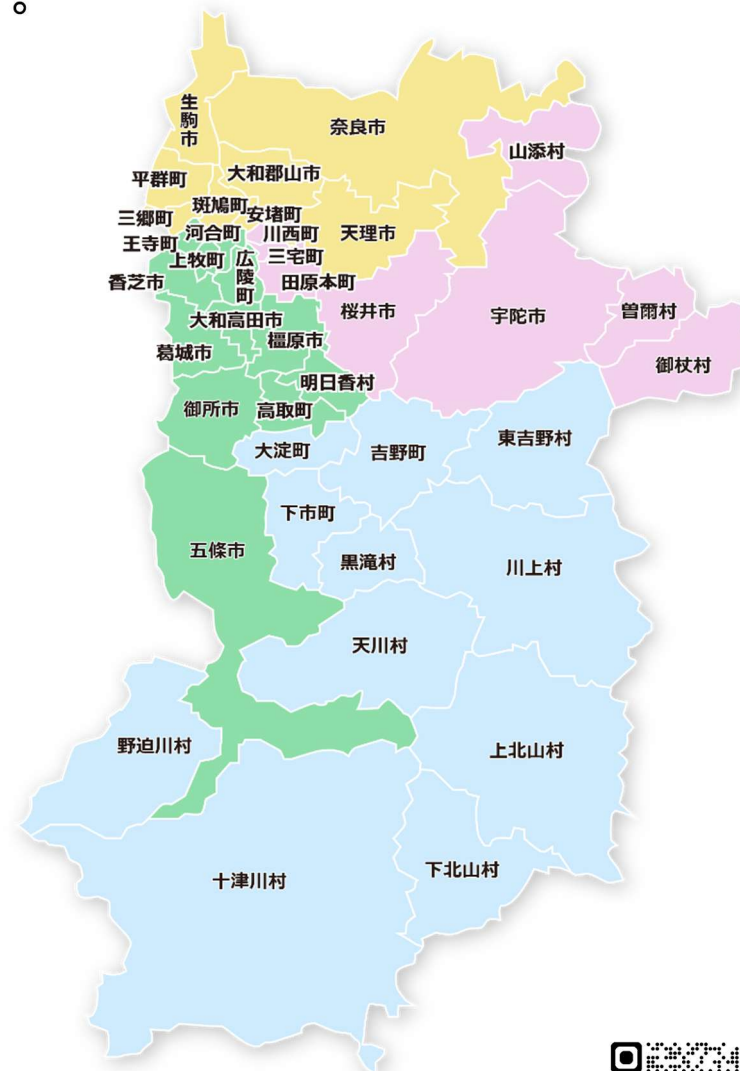 生駒市
奈良市
山添村
平群町
大和郡山市
斑鳩町
安堵町
三郷町
河合町
川西町
天理市
王寺町
上牧町
広陵町
三宅町
香芝市
田原本町
桜井市
宇陀市
曽爾村
大和高田市
橿原市
葛城市
御杖村
明日香村
御所市
高取町
大淀町
吉野町
東吉野村
下市町
五條市
黒滝村
川上村
天川村
野迫川村
上北山村
十津川村
下北山村